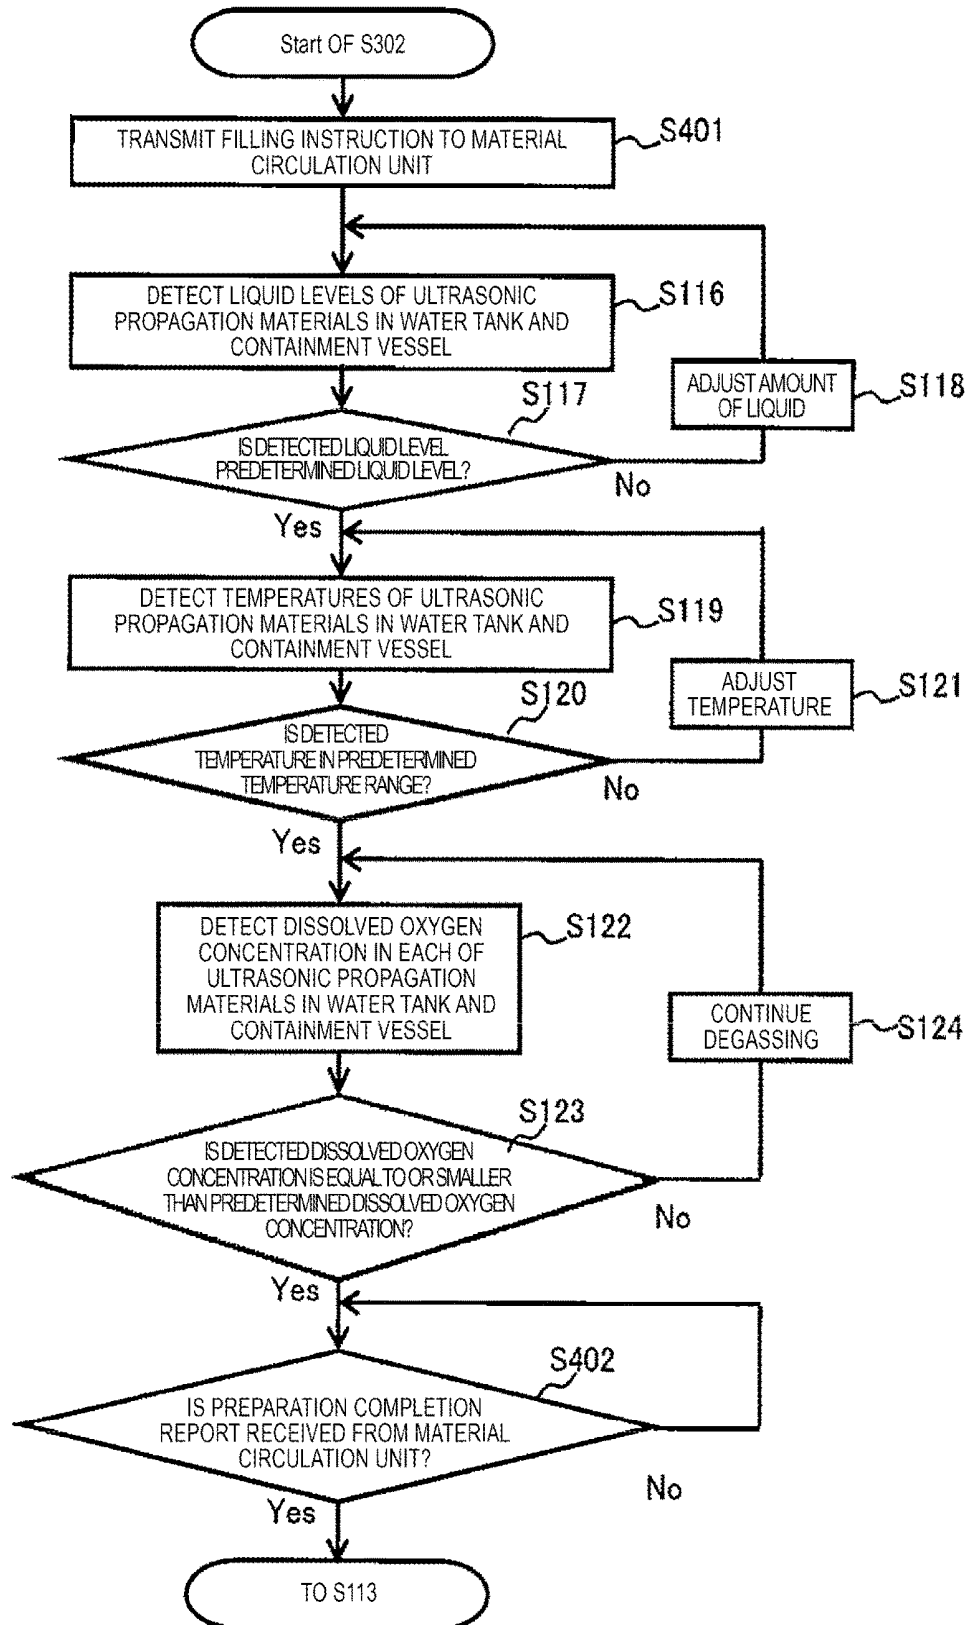 Start OF S302
TRANSMIT FILLING INSTRUCTION TO MATERIAL
CIRCULATION UNIT
S401
DETECT LIQUID LEVELS OF ULTRASONIC
PROPAGATION MATERIALS IN WATER TANK AND
CONTAINMENT VESSEL
S116
ADJUST AMOUNT
OF LIQUID
S118
S117
IS DETECTED LIQUID LEVEL
PREDETERMINED LIQUID LEVEL?
No
Yes
DETECT TEMPERATURES OF ULTRASONIC
PROPAGATION MATERIALS IN WATER TANK AND
CONTAINMENT VESSEL
S119
ADJUST
TEMPERATURE
S121
S120
IS DETECTED
TEMPERATURE IN PREDETERMINED
TEMPERATURE RANGE?
No
Yes
DETECT DISSOLVED OXYGEN
CONCENTRATION IN EACH OF
ULTRASONIC PROPAGATION
MATERIALS IN WATER TANK AND
CONTAINMENT VESSEL
S122
CONTINUE
DEGASSING
S124
S123
IS DETECTED DISSOLVED OXYGEN
CONCENTRATION IS EQUAL TO OR SMALLER
THAN PREDETERMINED DISSOLVED OXYGEN
CONCENTRATION?
No
Yes
S402
IS PREPARATION COMPLETION
REPORT RECEIVED FROM MATERIAL
CIRCULATION UNIT?
No
Yes
TO S113